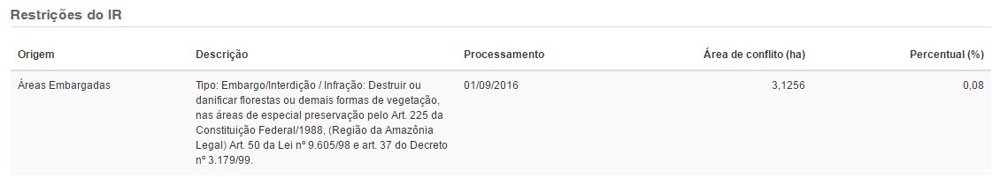 Restrições do IR
Origem Descrição Processamento Área de conflito (ha) Percentual (%)
Áreas Embargadas Tipo: Embargo/Interdição / Infração: Destruir ou 01/09/2016 3,1256 0,08
danificar florestas ou demais formas de vegetação,
nas áreas de especial preservação pelo Art. 225 da
Constituição Federal/1988, (Região da Amazônia
Legal) Art. 50 da Lei nº 9.605/98 e art. 37 do Decreto
nº 3.179/99.